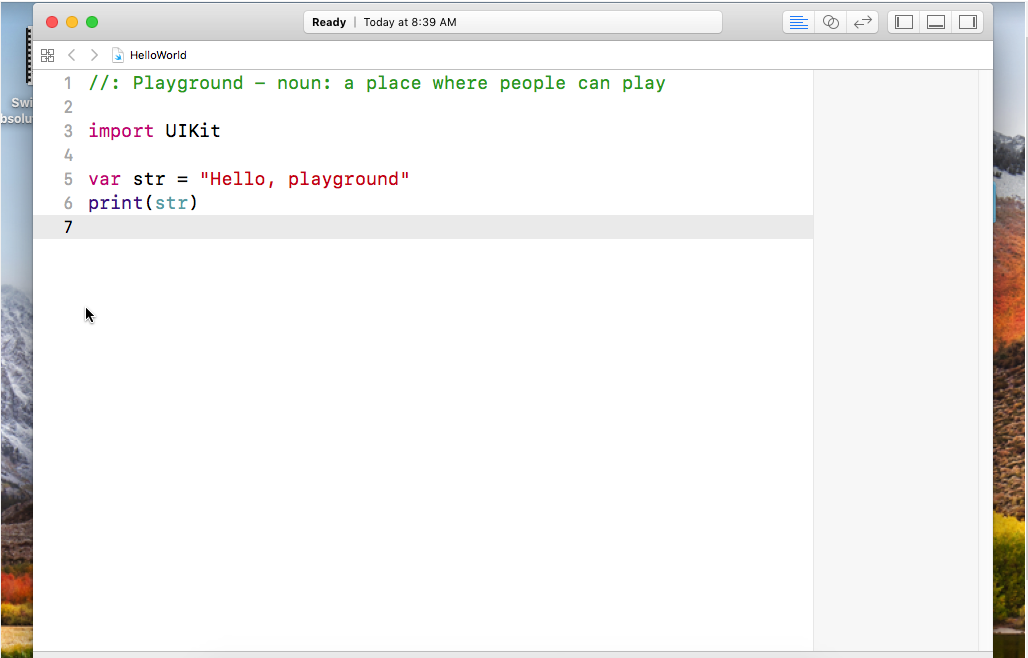 Ready | Today at 8:39 AM
HelloWorld
1 //: Playground - noun: a place where people can play
2
3 import UIKit
4
5 var str = "Hello, playground"
6 print(str)
7
Swi
bsolu